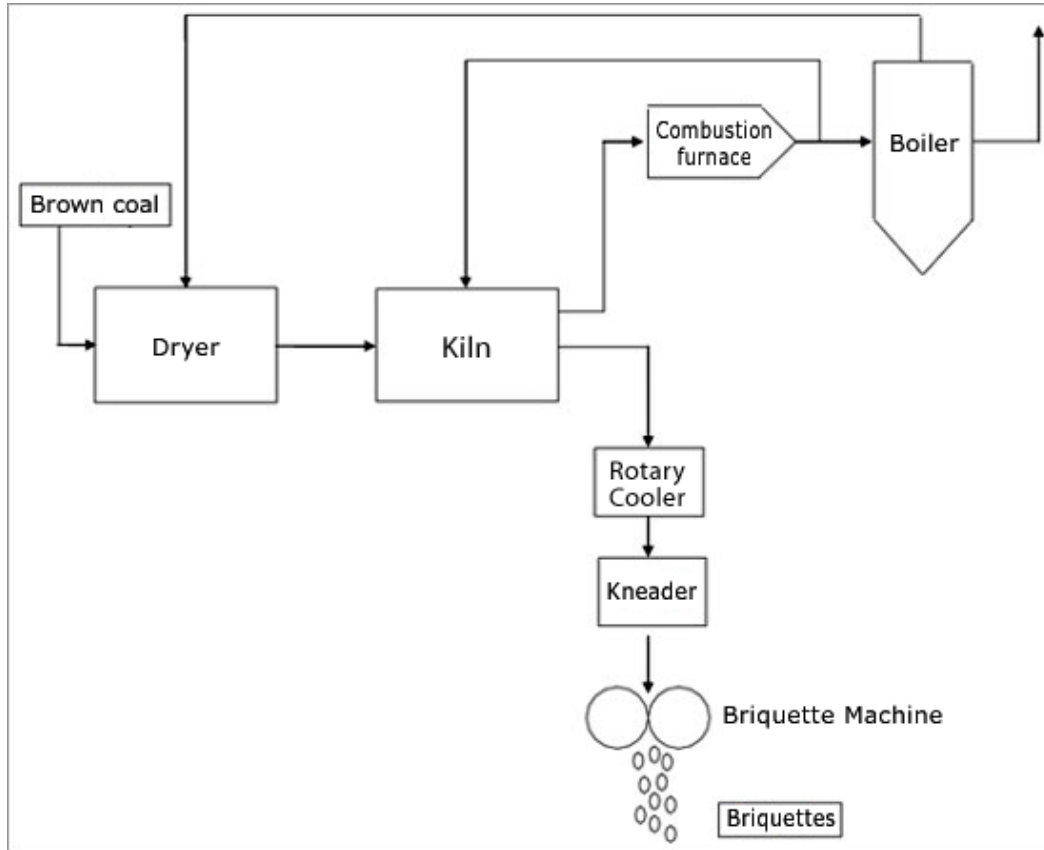 Combustion
furnace
Boiler
Brown coal
Dryer
Kiln
Rotary
Cooler
Kneader
Briquette Machine
Briquettes